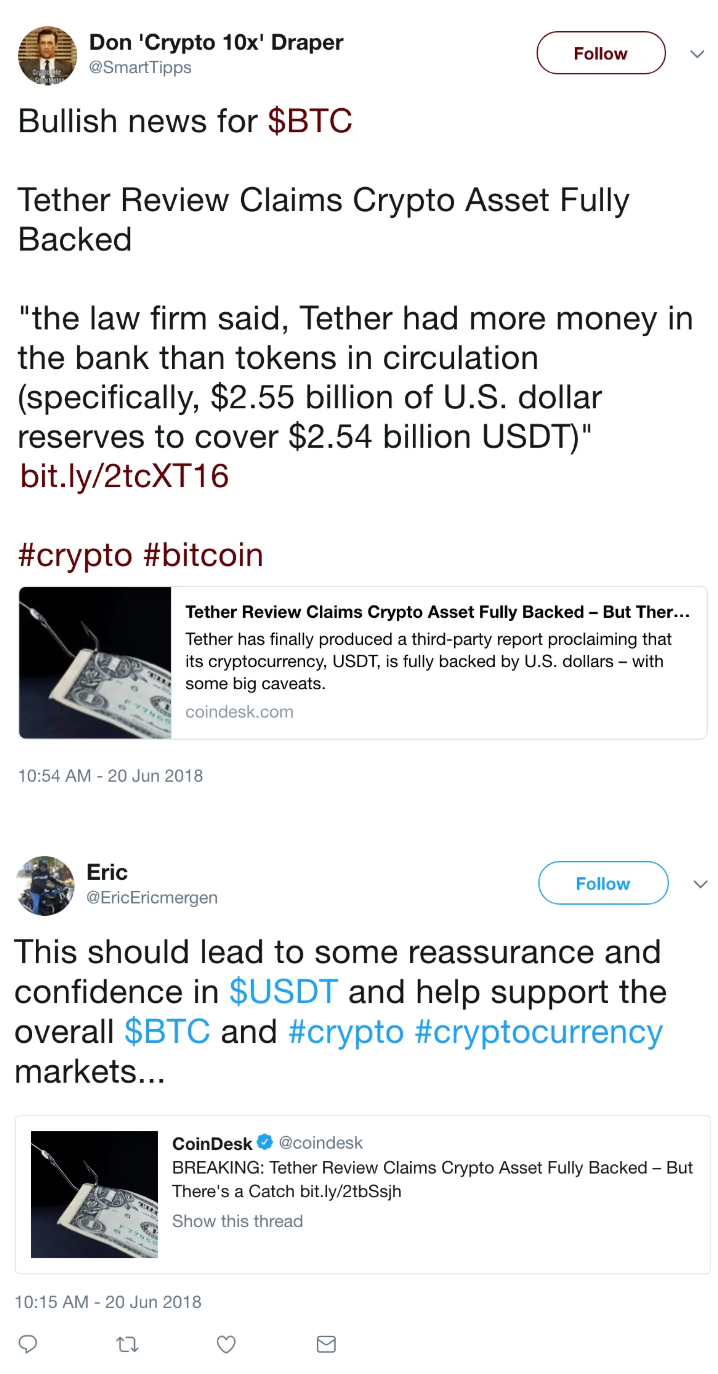 Don 'Crypto 10x' Draper
@SmartTipps
Follow
Bullish news for $BTC
Tether Review Claims Crypto Asset Fully
Backed
"the law firm said, Tether had more money in
the bank than tokens in circulation
(specifically, $2.55 billion of U.S. dollar
reserves to cover $2.54 billion USDT)"
bit.ly/2tcXT16
#crypto #bitcoin
Tether Review Claims Crypto Asset Fully Backed – But Ther...
Tether has finally produced a third-party report proclaiming that
its cryptocurrency, USDT, is fully backed by U.S. dollars – with
some big caveats.
coindesk.com
10:54 AM - 20 Jun 2018
Eric
@EricEricmergen
Follow
This should lead to some reassurance and
confidence in $USDT and help support the
overall $BTC and #crypto #cryptocurrency
markets...
CoinDesk @coindesk
BREAKING: Tether Review Claims Crypto Asset Fully Backed – But
There's a Catch bit.ly/2tbSsjh
Show this thread
10:15 AM - 20 Jun 2018